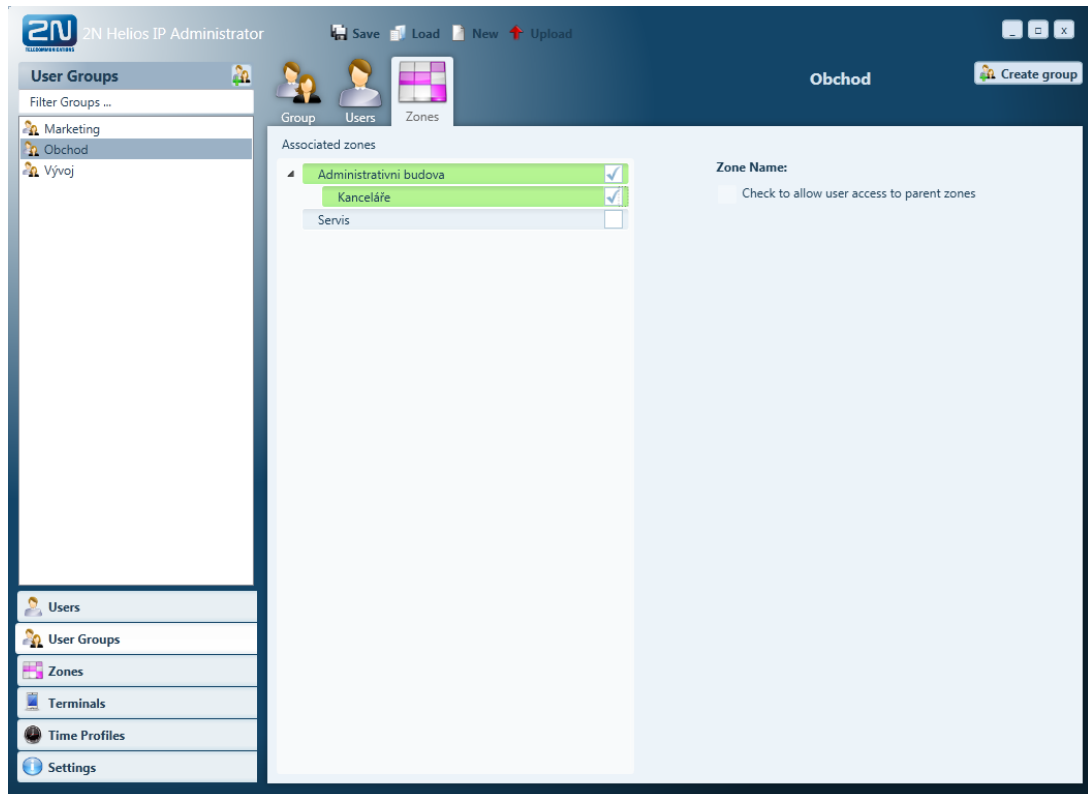 2N 2N Helios IP Administrator Save Load New Upload _ □ x
TELECOMMUNICATIONS
User Groups
Filter Groups ...
Marketing
Obchod
Vývoj
Users
User Groups
Zones
Terminals
Time Profiles
Settings
Group Users Zones
Obchod
Create group
Associated zones
Administrativni budova
Kanceláře
Servis
Zone Name:
Check to allow user access to parent zones